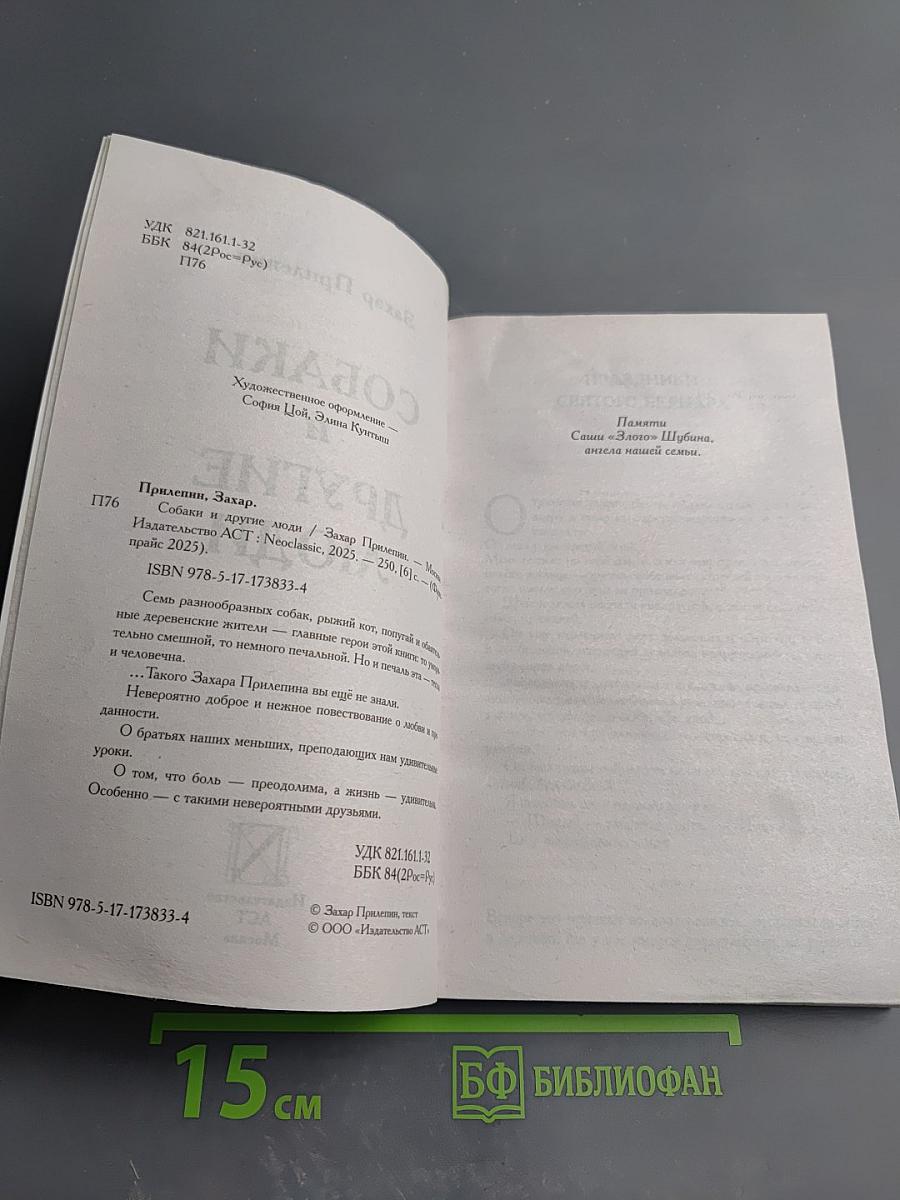 УДК 821.161.1-32
ББК 84(2Рос=Рус)
П76
Художественное оформление —
София Цой, Элина Кунтыш
Прилепин, Захар.
П76 Собаки и другие люди / Захар Прилепин. —
Издательство АСТ : Neoclassic, 2025. — 250, [6] с. —
прайс 2025).
ISBN 978-5-17-173833-4
Семь разнообразных собак, рыжий кот, попугай и
ные деревенские жители — главные герои этой книги: то
тельно смешной, то немного печальной. Но и печаль эта —
и человечна.
…Такого Захара Прилепина вы ещё не знали.
Невероятно доброе и нежное повествование о любви и пре-
данности.
О братьях наших меньших, преподающих нам удивительные
уроки.
О том, что боль — преодолима, а жизнь — удивительна.
Особенно — с такими невероятными друзьями.
УДК 821.161.1-32
ББК 84(2Рос=Рус)
ISBN 978-5-17-173833-4
© Захар Прилепин, текст
© ООО «Издательство АСТ»
Памяти
Саши «Злого» Шубина,
ангела нашей семьи.
15 см
БФ БИБЛИОФАН